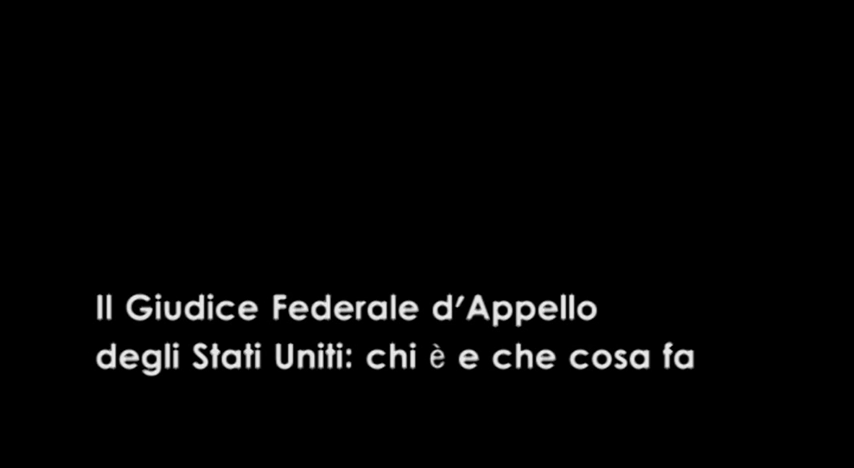 Il Giudice Federale d'Appello
degli Stati Uniti: chi è e che cosa fa